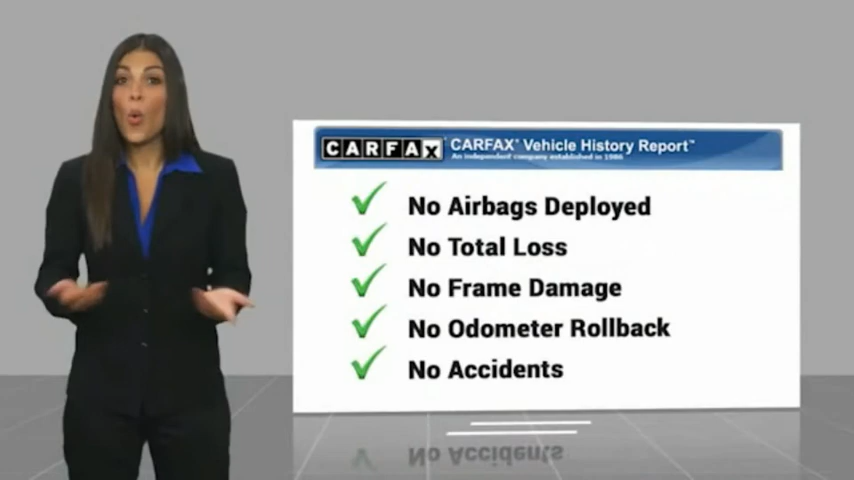 CARFAX CARFAX® Vehicle History Report™
An independent company established in 1986
No Airbags Deployed
No Total Loss
No Frame Damage
No Odometer Rollback
No Accidents
No Accidents